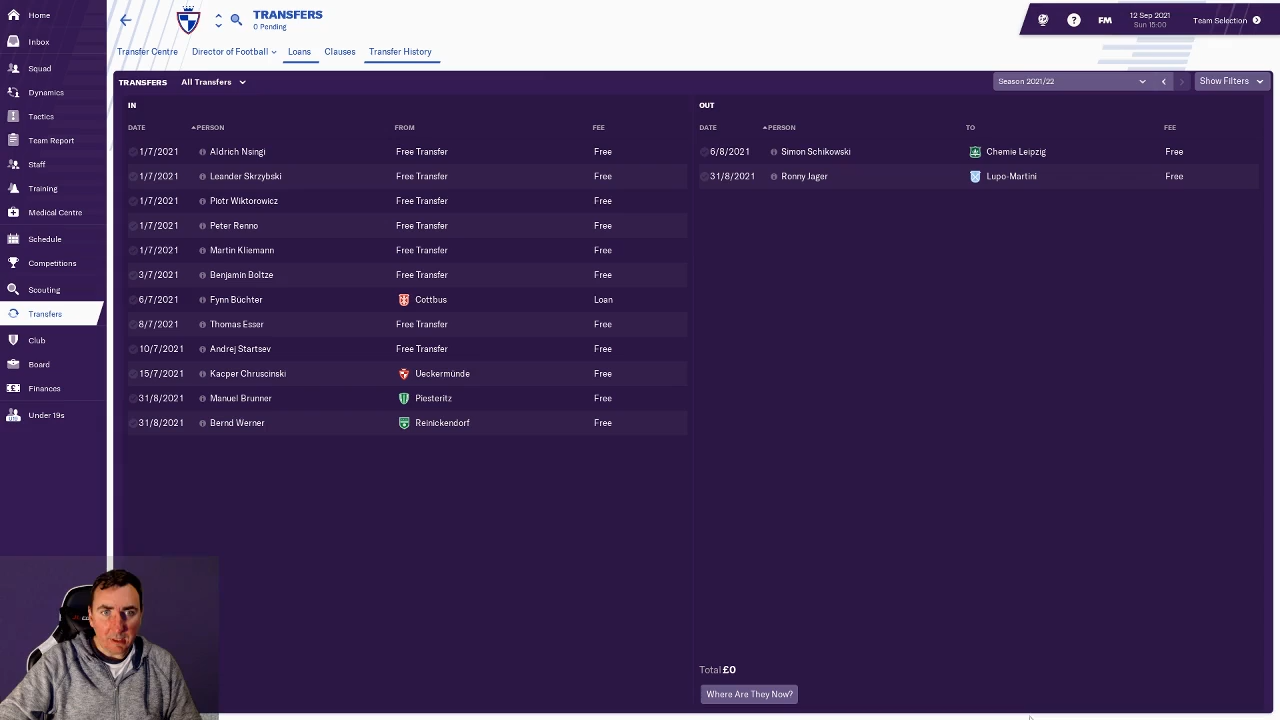 Home
Inbox
Squad
Dynamics
Tactics
Team Report
Staff
Training
Medical Centre
Schedule
Competitions
Scouting
Transfers
Club
Board
Finances
Under 19s
TRANSFERS
0 Pending
FM
12 Sep 2021
Sun 15:00
Team Selection
Transfer Centre Director of Football Loans Clauses Transfer History
TRANSFERS All Transfers Season 2021/22 Show Filters
IN
DATE PERSON FROM FEE
1/7/2021 Aldrich Nsingi Free Transfer Free
1/7/2021 Leander Skrzybski Free Transfer Free
1/7/2021 Piotr Wiktorowicz Free Transfer Free
1/7/2021 Peter Renno Free Transfer Free
1/7/2021 Martin Kliemann Free Transfer Free
3/7/2021 Benjamin Boltze Free Transfer Free
6/7/2021 Fynn Büchter Cottbus Loan
8/7/2021 Thomas Esser Free Transfer Free
10/7/2021 Andrej Startsev Free Transfer Free
15/7/2021 Kacper Chruscinski Ueckermünde Free
31/8/2021 Manuel Brunner Piesteritz Free
31/8/2021 Bernd Werner Reinickendorf Free
OUT
DATE PERSON TO FEE
6/8/2021 Simon Schikowski Chemie Leipzig Free
31/8/2021 Ronny Jager Lupo-Martini Free
Total £0
Where Are They Now?